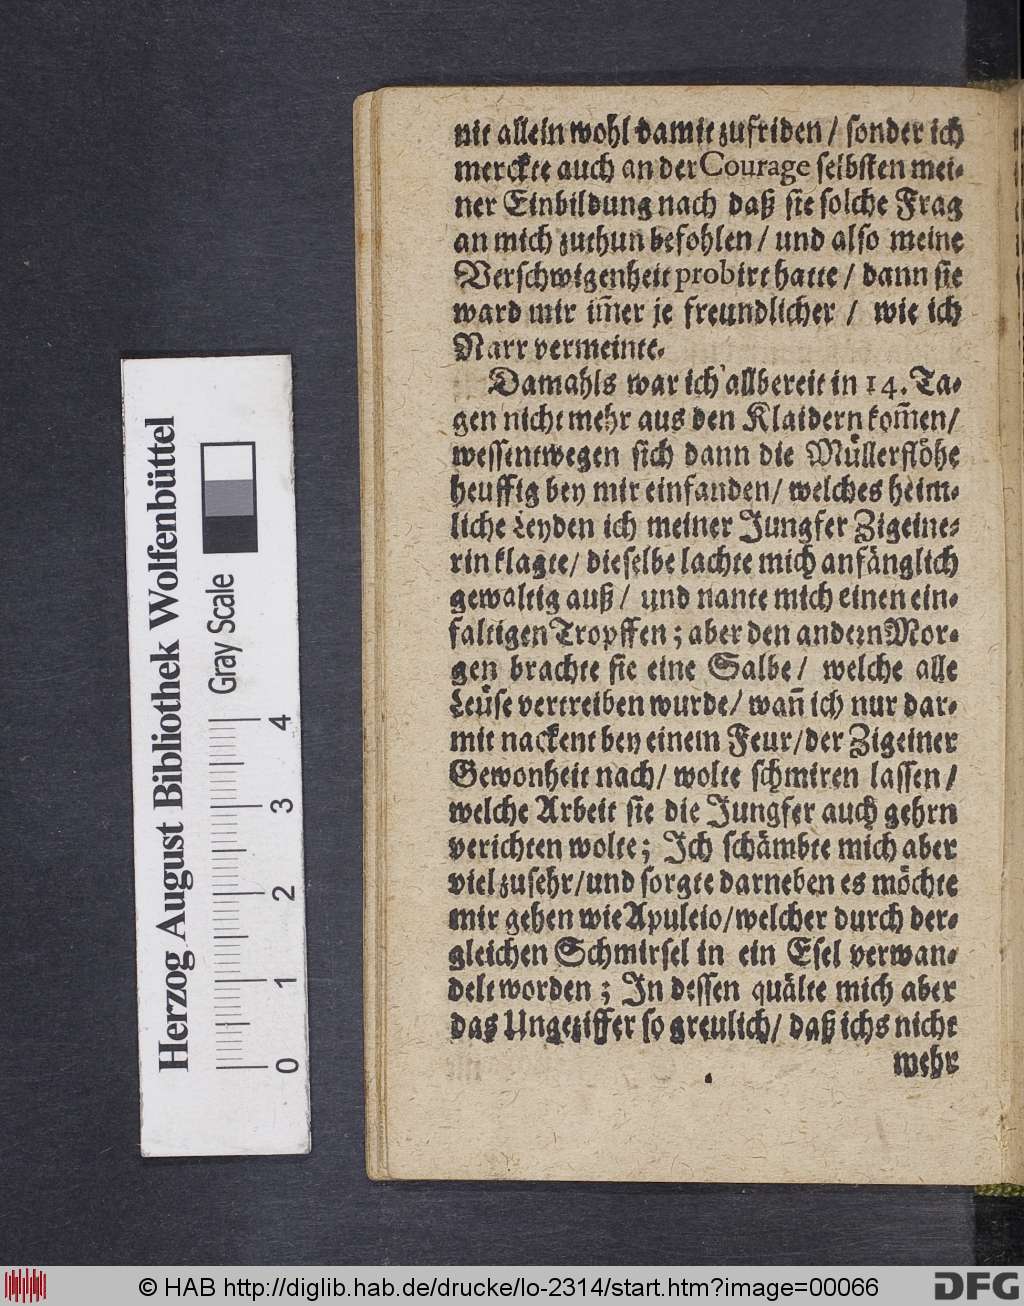 nit allein wohl damit zufriden / sonder ich
merckte auch an der Courage selbsten mei-
ner Einbildung nach daß sie solche Frag
an mich zuthun befohlen / und also meine
Verschwigenheit probirt hatte / dann sie
ward mir im̃er je freundlicher / wie ich
Narr vermeinte.
Damahls war ich allbereit in 14. Ta-
gen nicht mehr aus den Klaidern kom̃en /
wessentwegen sich dann die Müllerflöhe
heuffig bey mir einfanden / welches heim-
liche Leyden ich meiner Jungfer Zigeine-
rin klagte / dieselbe lachte mich anfänglich
gewaltig auß / und nante mich einen ein-
faltigen Tropffen ; aber den andern Mor-
gen brachte sie eine Salbe / welche alle
Leüse vertreiben wurde / wañ ich nur dar-
mit nackent bey einem Feur / der Zigeiner
Gewonheit nach / wolte schmiren lassen /
welche Arbeit sie die Jungfer auch gehrn
verichten wolte ; Ich schämbte mich aber
viel zu sehr / und sorgte darneben es möchte
mir gehen wie Apuleio / welcher durch der-
gleichen Schmirsel in ein Esel verwan-
delt worden ; In dessen quälte mich aber
das Ungeziffer so greulich / daß ichs nicht
mehr
Herzog August Bibliothek Wolfenbüttel
Gray Scale
0 1 2 3 4
© HAB http://diglib.hab.de/drucke/lo-2314/start.htm?image=00066
DFG